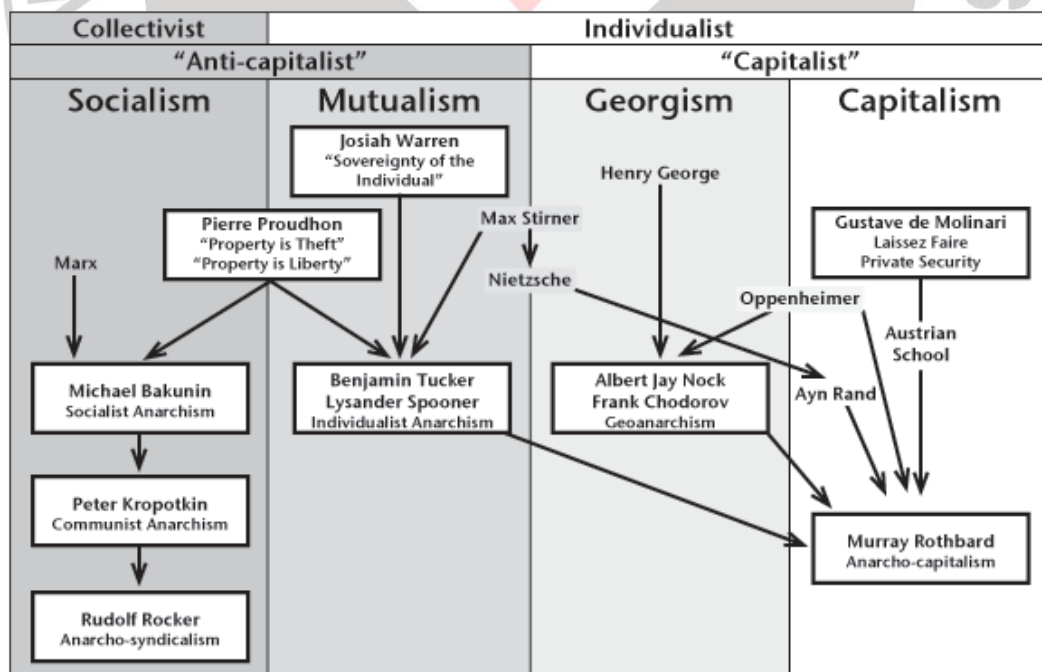 Collectivist
Individualist
“Anti-capitalist”
“Capitalist”
Socialism
Mutualism
Georgism
Capitalism
Josiah Warren
“Sovereignty of the
Individual”
Henry George
Pierre Proudhon
“Property is Theft”
“Property is Liberty”
Max Stirner
Gustave de Molinari
Laissez Faire
Private Security
Marx
Nietzsche
Oppenheimer
Austrian
School
Michael Bakunin
Socialist Anarchism
Benjamin Tucker
Lysander Spooner
Individualist Anarchism
Albert Jay Nock
Frank Chodorov
Geoanarchism
Ayn Rand
Peter Kropotkin
Communist Anarchism
Murray Rothbard
Anarcho-capitalism
Rudolf Rocker
Anarcho-syndicalism